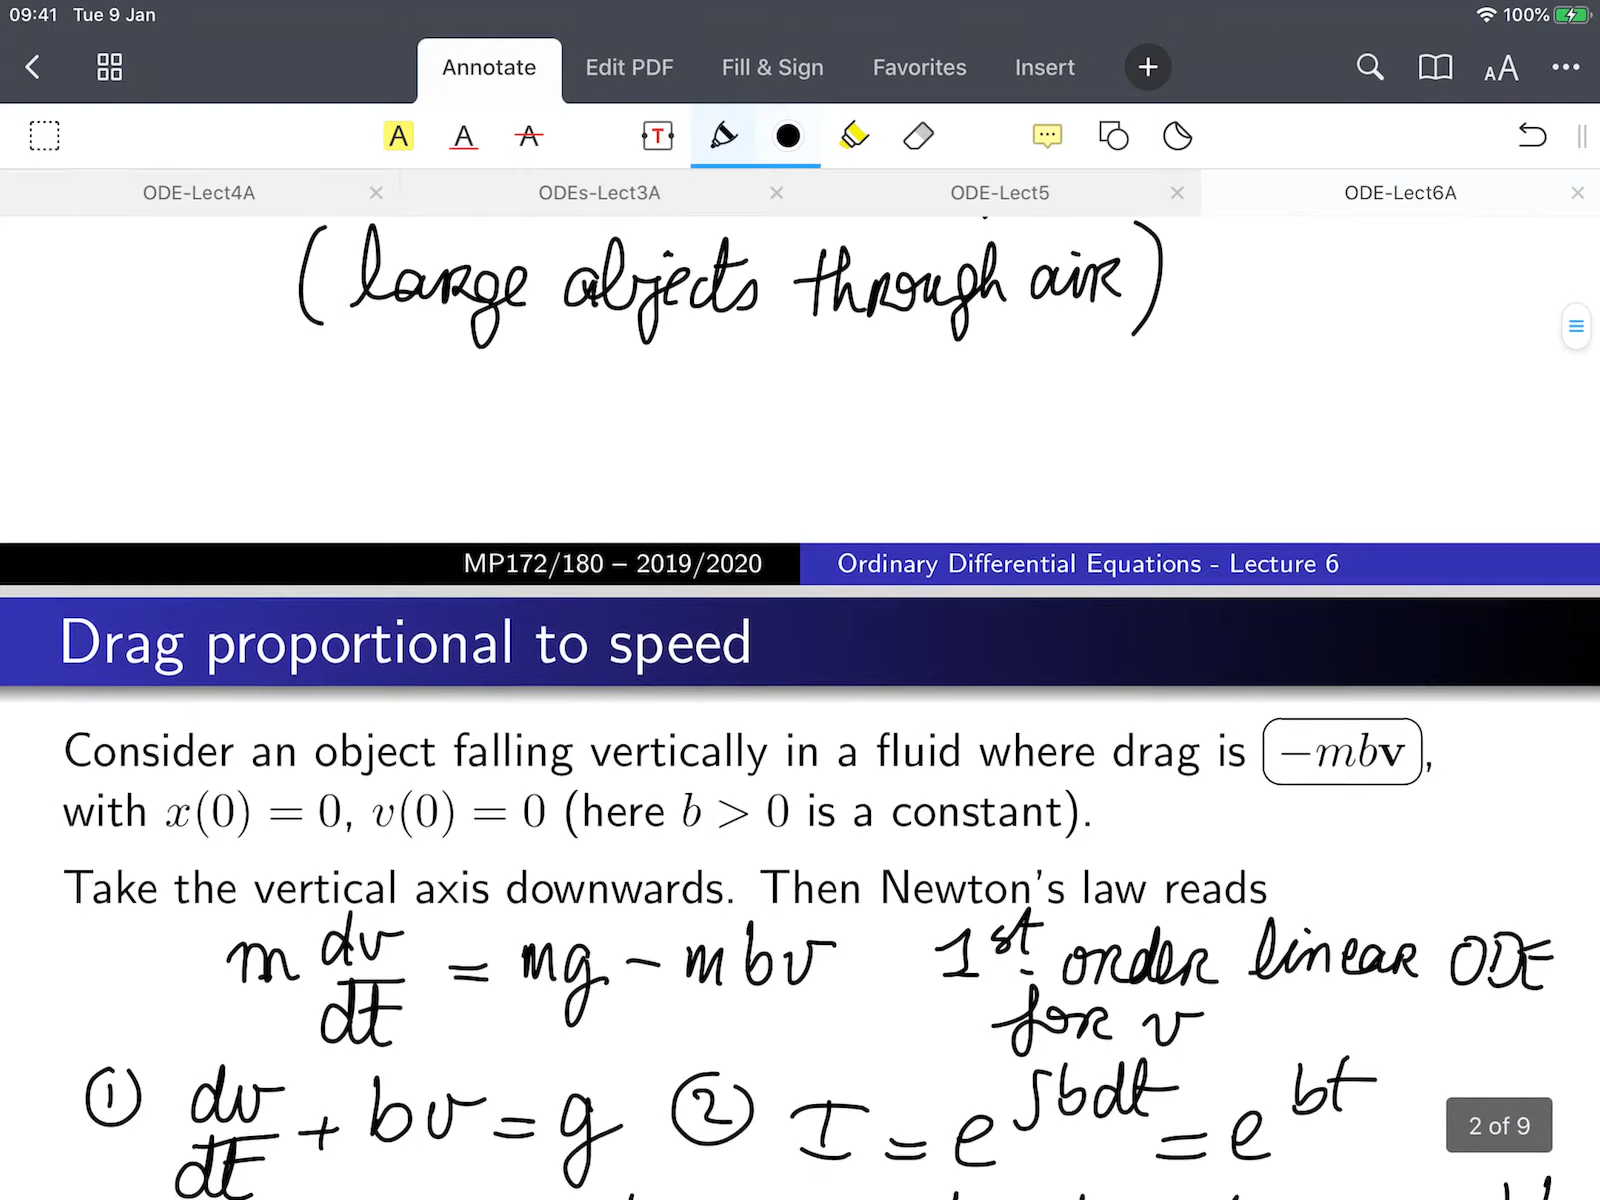 09:41 Tue 9 Jan 100%
Annotate Edit PDF Fill & Sign Favorites Insert + AA
A A A T
ODE-Lect4A × ODEs-Lect3A × ODE-Lect5 × ODE-Lect6A ×
(large objects through air)
MP172/180 – 2019/2020 Ordinary Differential Equations - Lecture 6
Drag proportional to speed
Consider an object falling vertically in a fluid where drag is −mbv,
with x(0) = 0, v(0) = 0 (here b > 0 is a constant).
Take the vertical axis downwards. Then Newton's law reads
m dv/dt = mg - mbv 1st order linear ODE
for v
① dv/dt + bv = g ② I = e^∫bdt = e^bt
2 of 9